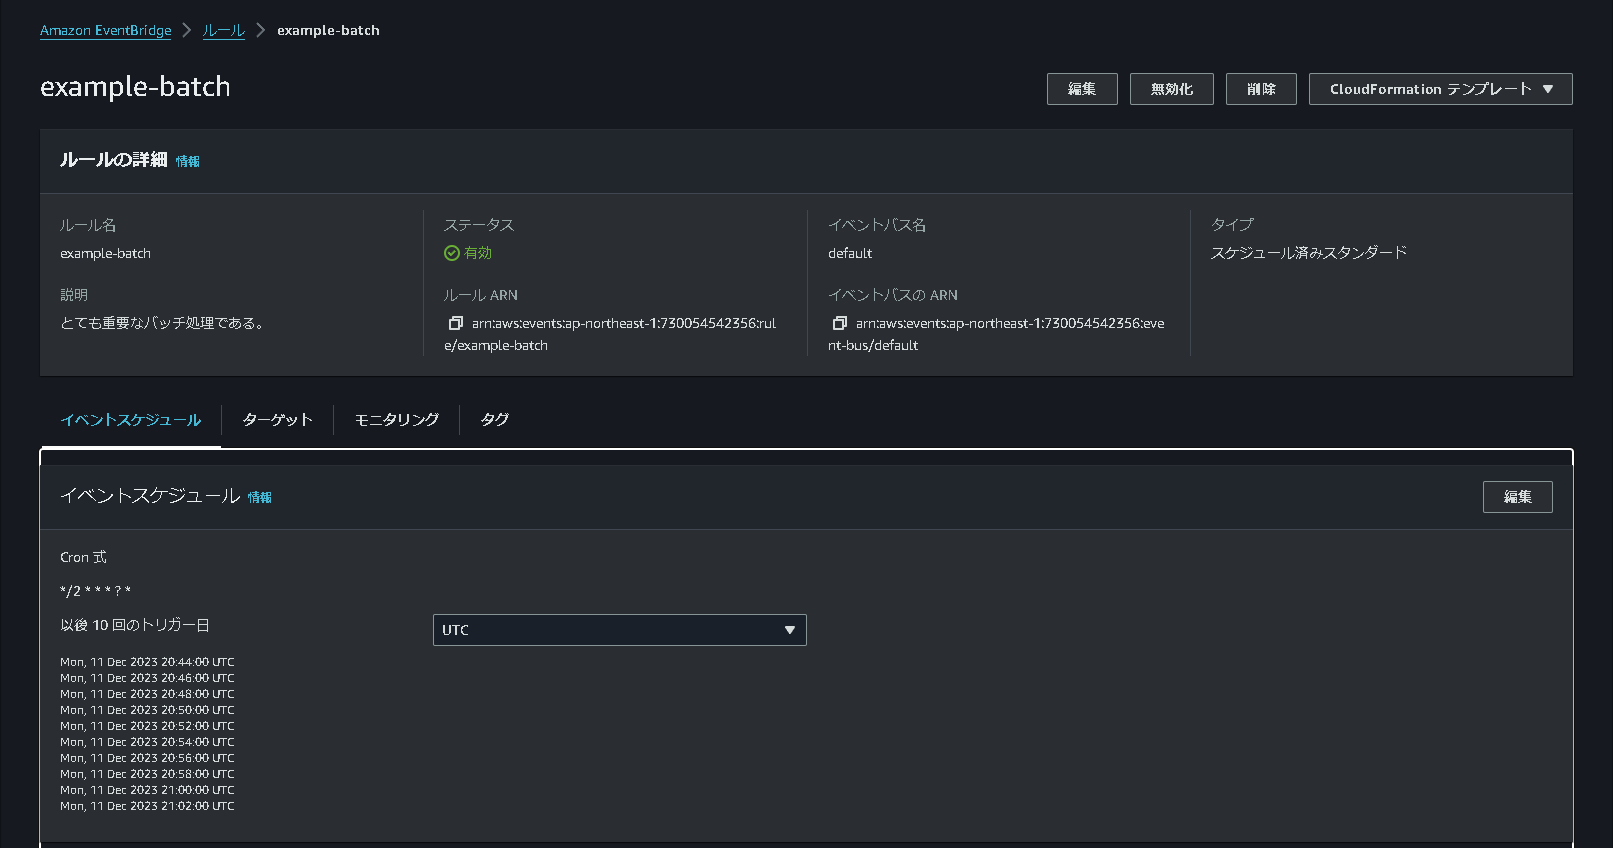 Amazon EventBridge > ルール > example-batch
example-batch
編集 無効化 削除 CloudFormation テンプレート ▼
ルールの詳細 情報
ルール名
example-batch
説明
とても重要なバッチ処理である。
ステータス
有効
ルール ARN
arn:aws:events:ap-northeast-1:730054542356:rul
e/example-batch
イベントバス名
default
イベントバスの ARN
arn:aws:events:ap-northeast-1:730054542356:eve
nt-bus/default
タイプ
スケジュール済みスタンダード
イベントスケジュール ターゲット モニタリング タグ
イベントスケジュール 情報
編集
Cron 式
*/2 * * * ? *
以後 10 回のトリガー日
UTC ▼
Mon, 11 Dec 2023 20:44:00 UTC
Mon, 11 Dec 2023 20:46:00 UTC
Mon, 11 Dec 2023 20:48:00 UTC
Mon, 11 Dec 2023 20:50:00 UTC
Mon, 11 Dec 2023 20:52:00 UTC
Mon, 11 Dec 2023 20:54:00 UTC
Mon, 11 Dec 2023 20:56:00 UTC
Mon, 11 Dec 2023 20:58:00 UTC
Mon, 11 Dec 2023 21:00:00 UTC
Mon, 11 Dec 2023 21:02:00 UTC